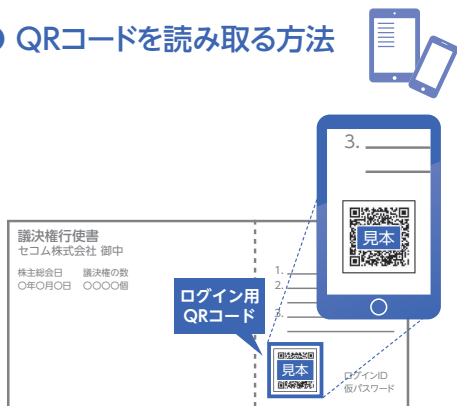 QRコードを読み取る方法
3.
見本
議決権行使書
セコム株式会社 御中
株主総会日 議決権の数
○年○月○日 ○○○○個
1.
2.
3.
ログイン用
QRコード
見本
ログインID
仮パスワード